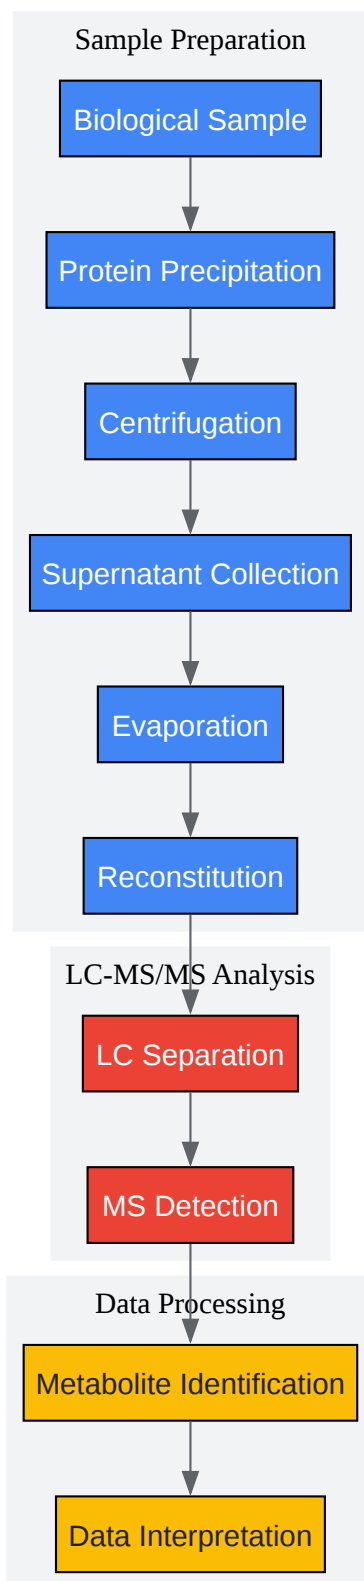 Sample Preparation
Biological Sample
Protein Precipitation
Centrifugation
Supernatant Collection
Evaporation
Reconstitution
LC-MS/MS Analysis
LC Separation
MS Detection
Data Processing
Metabolite Identification
Data Interpretation